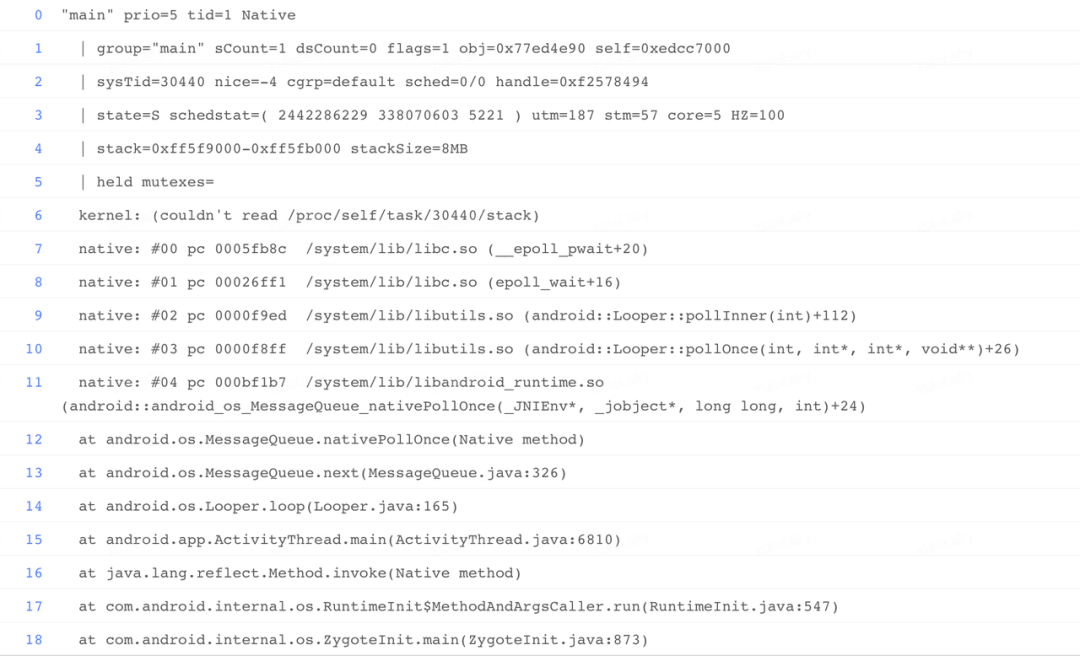 0 "main" prio=5 tid=1 Native
1 | group="main" sCount=1 dsCount=0 flags=1 obj=0x77ed4e90 self=0xedcc7000
2 | sysTid=30440 nice=-4 cgrp=default sched=0/0 handle=0xf2578494
3 | state=S schedstat=( 2442286229 338070603 5221 ) utm=187 stm=57 core=5 HZ=100
4 | stack=0xff5f9000-0xff5fb000 stackSize=8MB
5 | held mutexes=
6 kernel: (couldn't read /proc/self/task/30440/stack)
7 native: #00 pc 0005fb8c /system/lib/libc.so (__epoll_pwait+20)
8 native: #01 pc 00026ff1 /system/lib/libc.so (epoll_wait+16)
9 native: #02 pc 0000f9ed /system/lib/libutils.so (android::Looper::pollInner(int)+112)
10 native: #03 pc 0000f8ff /system/lib/libutils.so (android::Looper::pollOnce(int, int*, int*, void**)+26)
11 native: #04 pc 000bf1b7 /system/lib/libandroid_runtime.so
(android::android_os_MessageQueue_nativePollOnce(_JNIEnv*, _jobject*, long long, int)+24)
12 at android.os.MessageQueue.nativePollOnce(Native method)
13 at android.os.MessageQueue.next(MessageQueue.java:326)
14 at android.os.Looper.loop(Looper.java:165)
15 at android.app.ActivityThread.main(ActivityThread.java:6810)
16 at java.lang.reflect.Method.invoke(Native method)
17 at com.android.internal.os.RuntimeInit$MethodAndArgsCaller.run(RuntimeInit.java:547)
18 at com.android.internal.os.ZygoteInit.main(ZygoteInit.java:873)